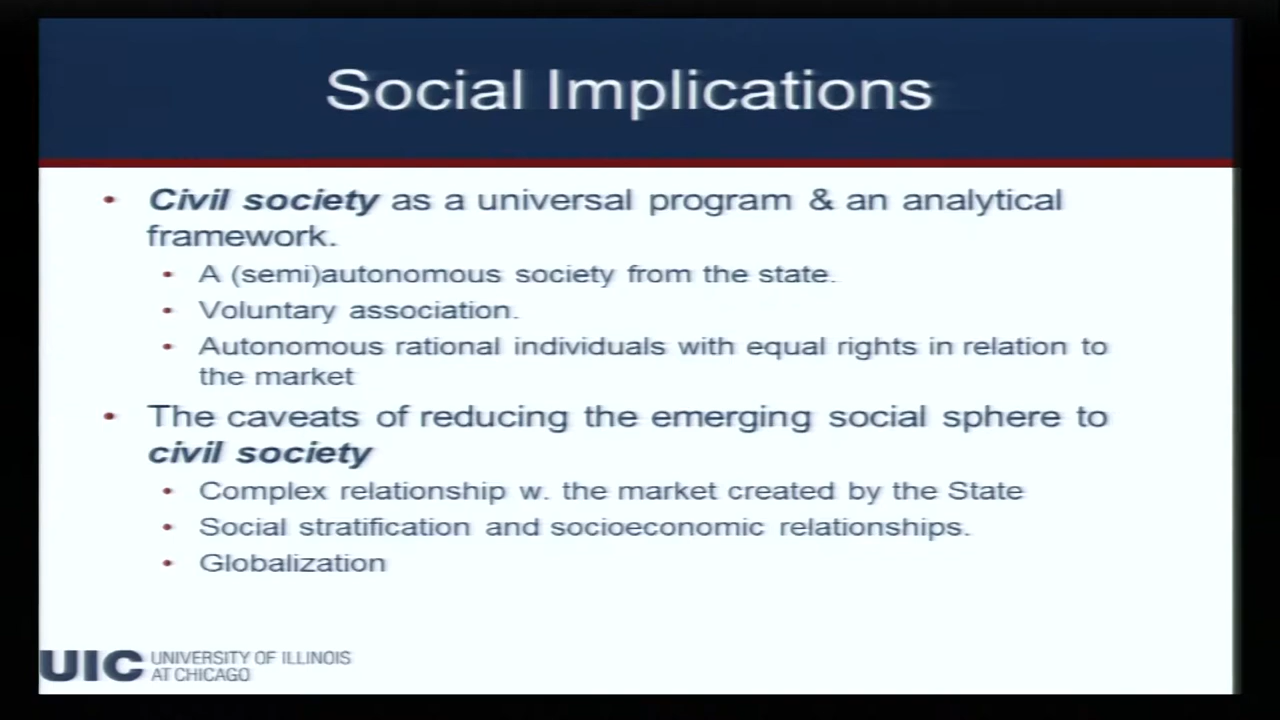 Social Implications
• Civil society as a universal program & an analytical
framework.
• A (semi)autonomous society from the state.
• Voluntary association.
• Autonomous rational individuals with equal rights in relation to
the market
• The caveats of reducing the emerging social sphere to
civil society
• Complex relationship w. the market created by the State
• Social stratification and socioeconomic relationships.
• Globalization
UIC UNIVERSITY OF ILLINOIS
AT CHICAGO